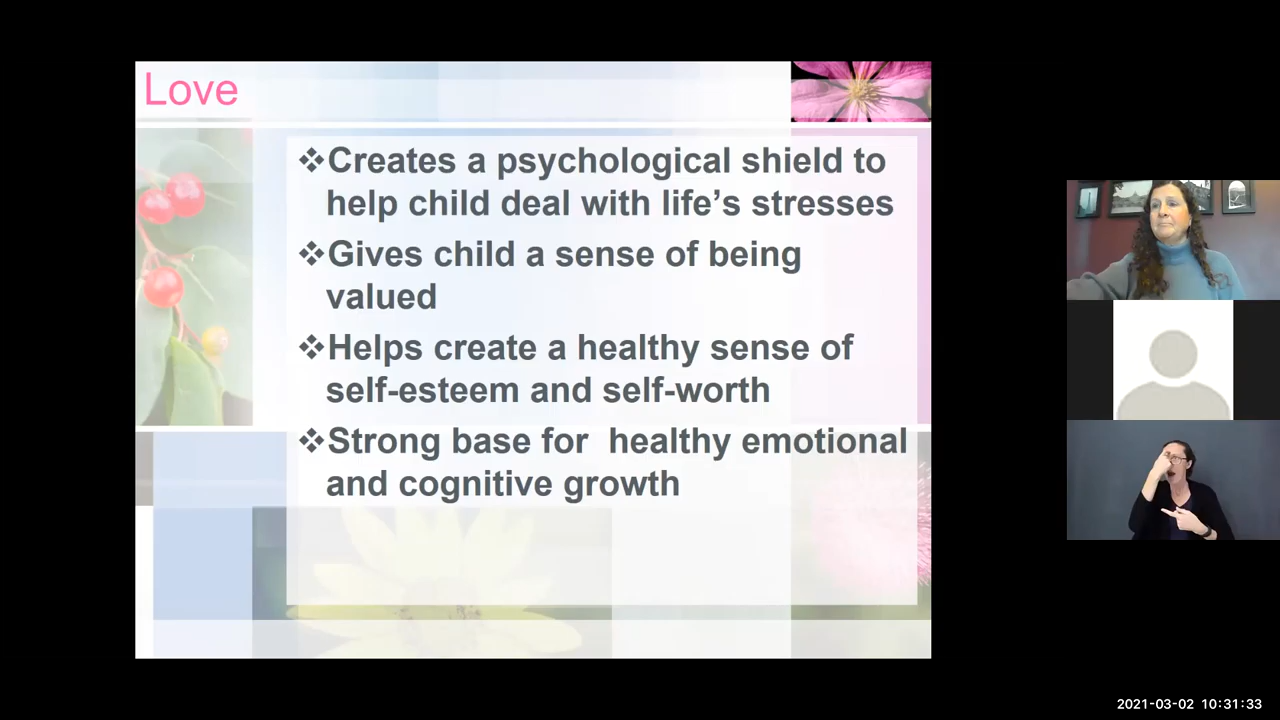 Love
❖Creates a psychological shield to
help child deal with life’s stresses
❖Gives child a sense of being
valued
❖Helps create a healthy sense of
self-esteem and self-worth
❖Strong base for  healthy emotional
and cognitive growth
2021-03-02 10:31:33